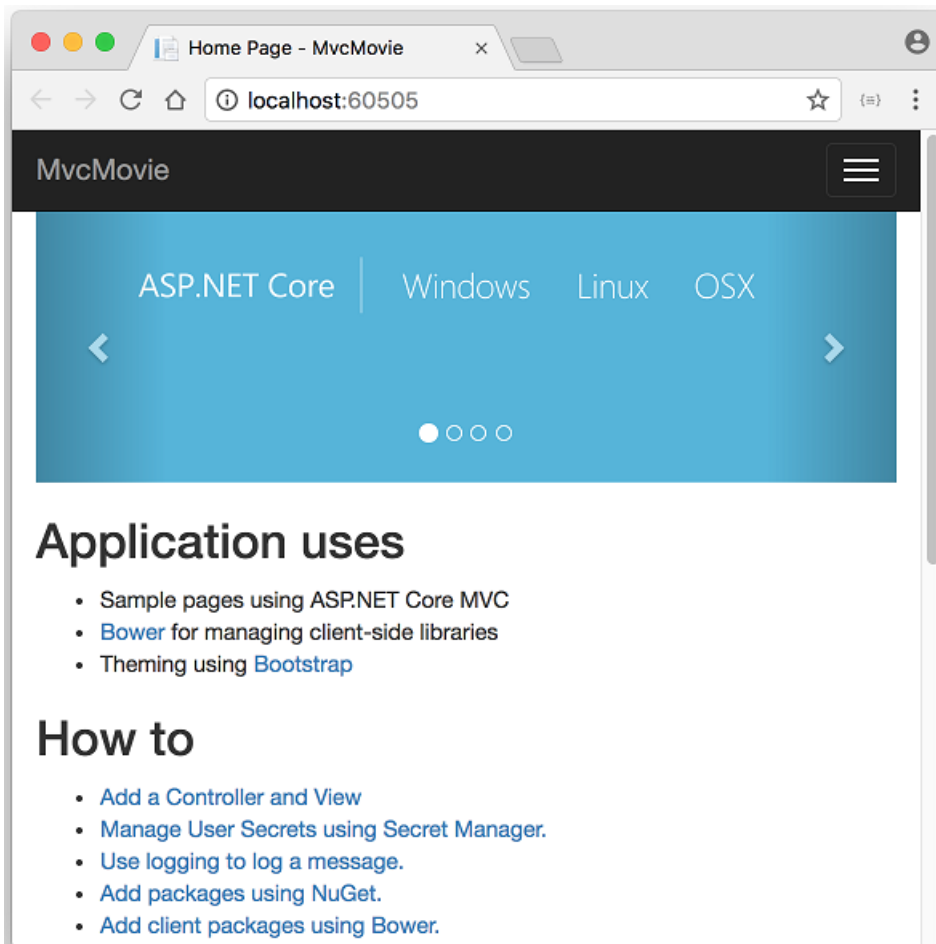 Home Page - MvcMovie
localhost:60505
MvcMovie
ASP.NET Core Windows Linux OSX
Application uses
• Sample pages using ASP.NET Core MVC
• Bower for managing client-side libraries
• Theming using Bootstrap
How to
• Add a Controller and View
• Manage User Secrets using Secret Manager.
• Use logging to log a message.
• Add packages using NuGet.
• Add client packages using Bower.